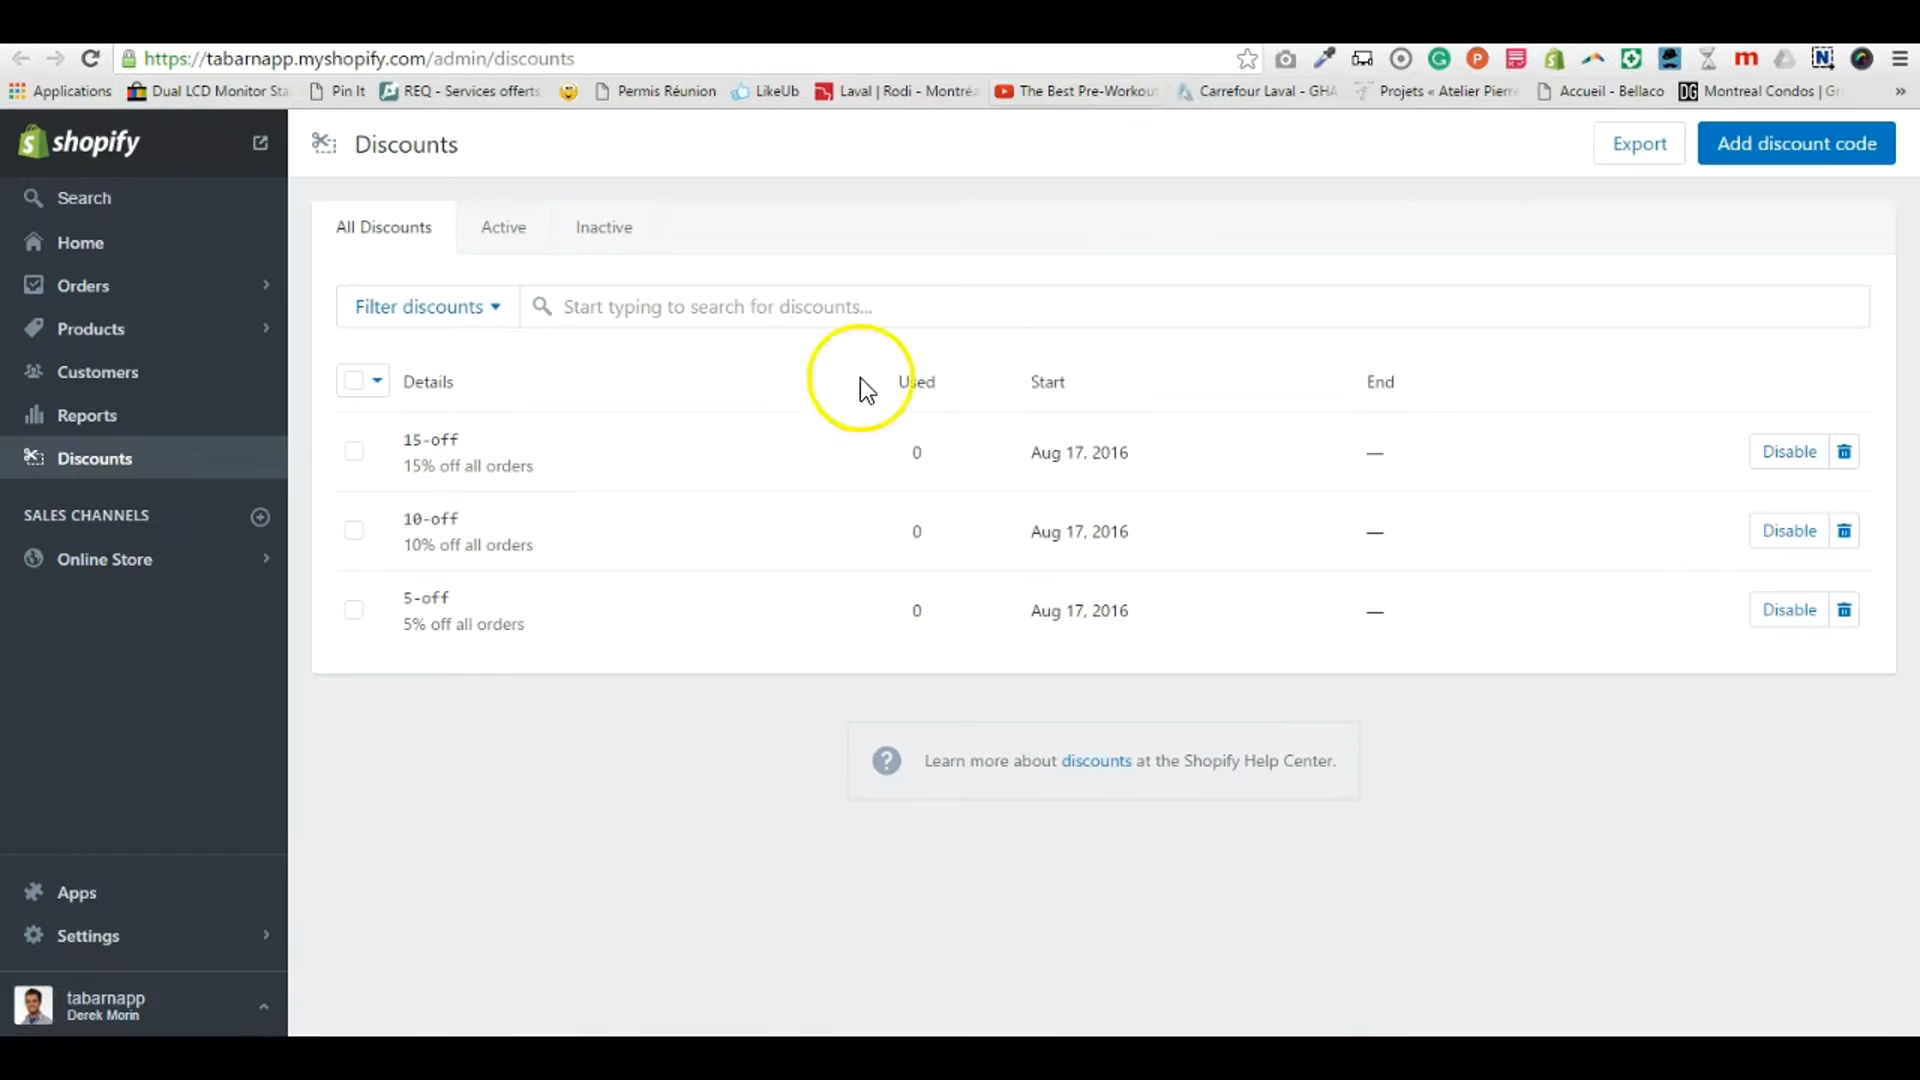 https://tabarnapp.myshopify.com/admin/discounts
Applications Dual LCD Monitor Sta Pin It REQ - Services offerts Permis Réunion LikeUb Laval | Rodi - Montréa The Best Pre-Workout Carrefour Laval - GHA Projets « Atelier Pierre Accueil - Bellaco Montreal Condos | Gr »
shopify
Discounts
Export
Add discount code
Search
Home
Orders
Products
Customers
Reports
Discounts
SALES CHANNELS
Online Store
Apps
Settings
tabarnapp
Derek Morin
All Discounts Active Inactive
Filter discounts Start typing to search for discounts...
Details Used Start End
15-off
15% off all orders
0 Aug 17, 2016 — Disable
10-off
10% off all orders
0 Aug 17, 2016 — Disable
5-off
5% off all orders
0 Aug 17, 2016 — Disable
? Learn more about discounts at the Shopify Help Center.